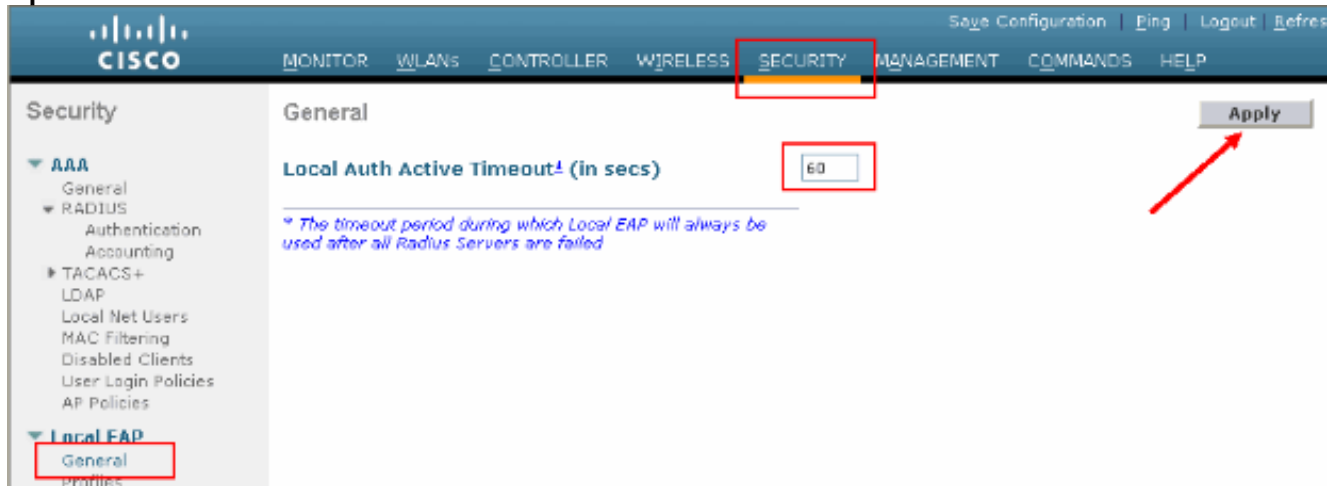 Save Configuration | Ping | Logout | Refres
CISCO
MONITOR WLANs CONTROLLER WIRELESS SECURITY MANAGEMENT COMMANDS HELP
Security
AAA
General
RADIUS
Authentication
Accounting
TACACS+
LDAP
Local Net Users
MAC Filtering
Disabled Clients
User Login Policies
AP Policies
Local EAP
General
Profiles
General
Apply
Local Auth Active Timeout1 (in secs) 60
* The timeout period during which Local EAP will always be
used after all Radius Servers are failed